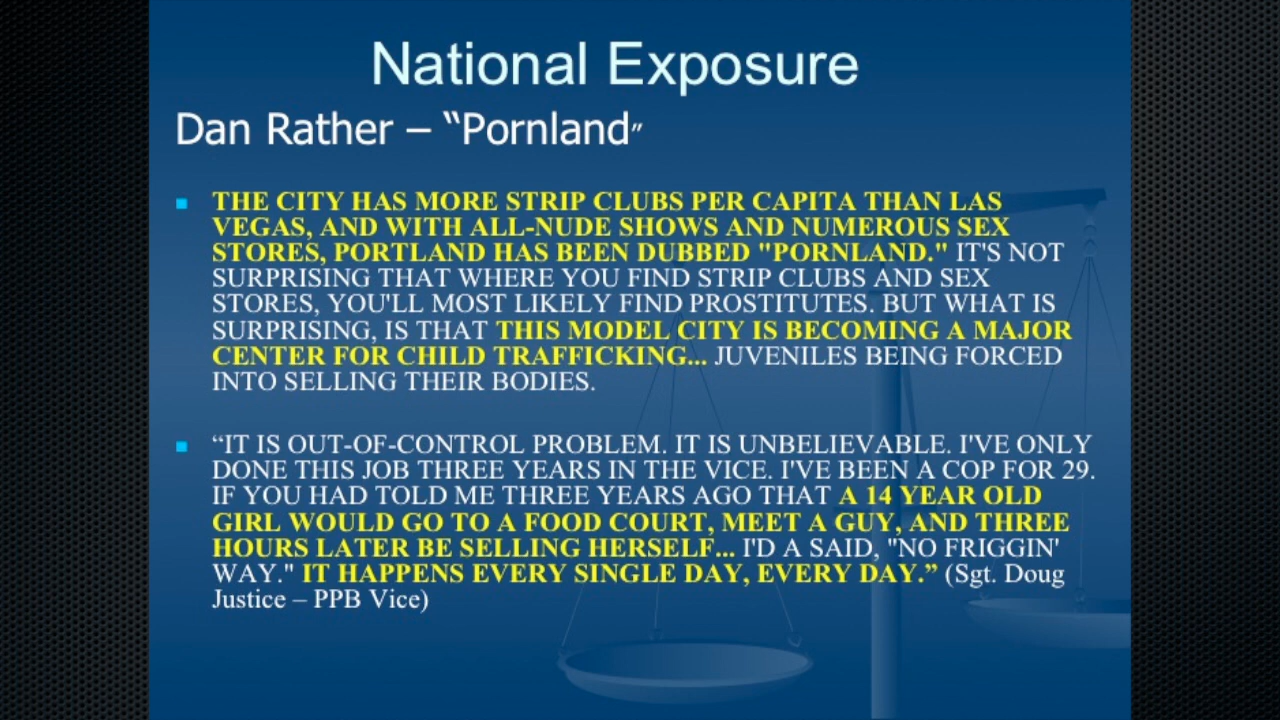 National Exposure
Dan Rather – “Pornland”
THE CITY HAS MORE STRIP CLUBS PER CAPITA THAN LAS
VEGAS, AND WITH ALL-NUDE SHOWS AND NUMEROUS SEX
STORES, PORTLAND HAS BEEN DUBBED "PORNLAND." IT'S NOT
SURPRISING THAT WHERE YOU FIND STRIP CLUBS AND SEX
STORES, YOU'LL MOST LIKELY FIND PROSTITUTES. BUT WHAT IS
SURPRISING, IS THAT THIS MODEL CITY IS BECOMING A MAJOR
CENTER FOR CHILD TRAFFICKING... JUVENILES BEING FORCED
INTO SELLING THEIR BODIES.
“IT IS OUT-OF-CONTROL PROBLEM. IT IS UNBELIEVABLE. I'VE ONLY
DONE THIS JOB THREE YEARS IN THE VICE. I'VE BEEN A COP FOR 29.
IF YOU HAD TOLD ME THREE YEARS AGO THAT A 14 YEAR OLD
GIRL WOULD GO TO A FOOD COURT, MEET A GUY, AND THREE
HOURS LATER BE SELLING HERSELF... I'D A SAID, "NO FRIGGIN'
WAY." IT HAPPENS EVERY SINGLE DAY, EVERY DAY.” (Sgt. Doug
Justice – PPB Vice)